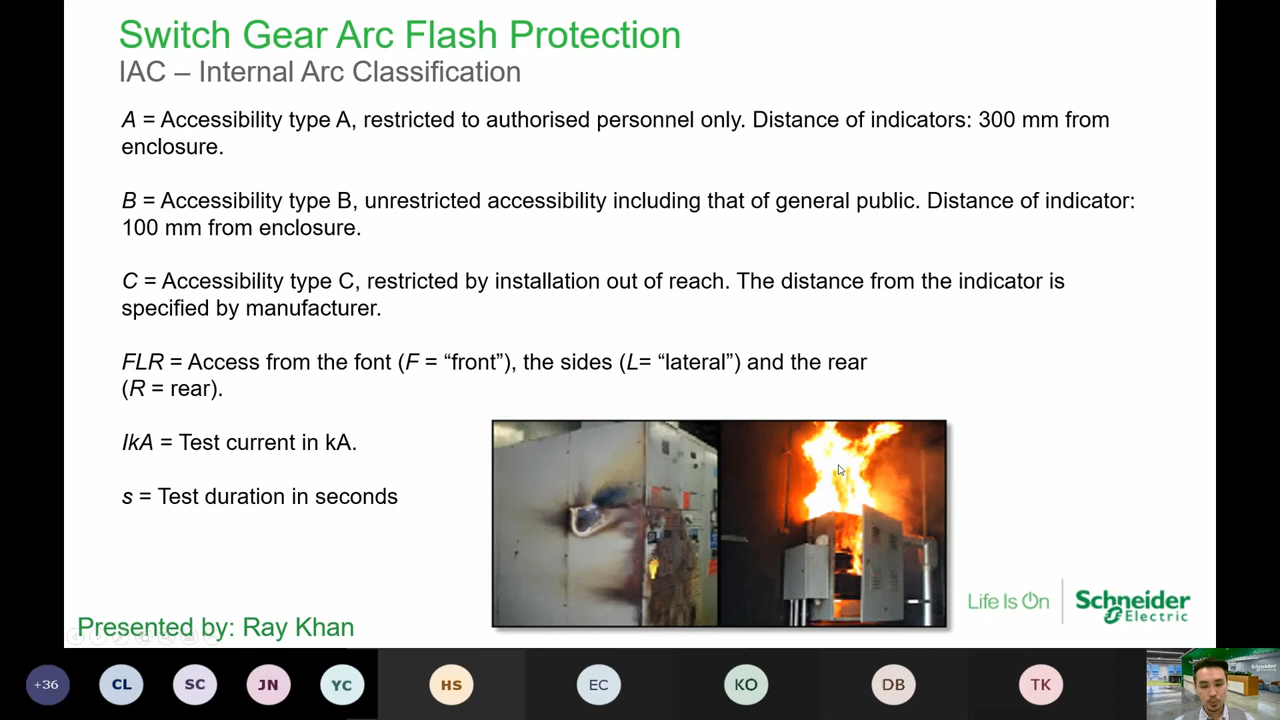 Switch Gear Arc Flash Protection
IAC – Internal Arc Classification
A = Accessibility type A, restricted to authorised personnel only. Distance of indicators: 300 mm from
enclosure.
B = Accessibility type B, unrestricted accessibility including that of general public. Distance of indicator:
100 mm from enclosure.
C = Accessibility type C, restricted by installation out of reach. The distance from the indicator is
specified by manufacturer.
FLR = Access from the font (F = “front”), the sides (L= “lateral”) and the rear
(R = rear).
IkA = Test current in kA.
s = Test duration in seconds
Life Is On
Schneider
Electric
Presented by: Ray Khan
+36
CL
SC
JN
YC
HS
EC
KO
DB
TK
Schneider